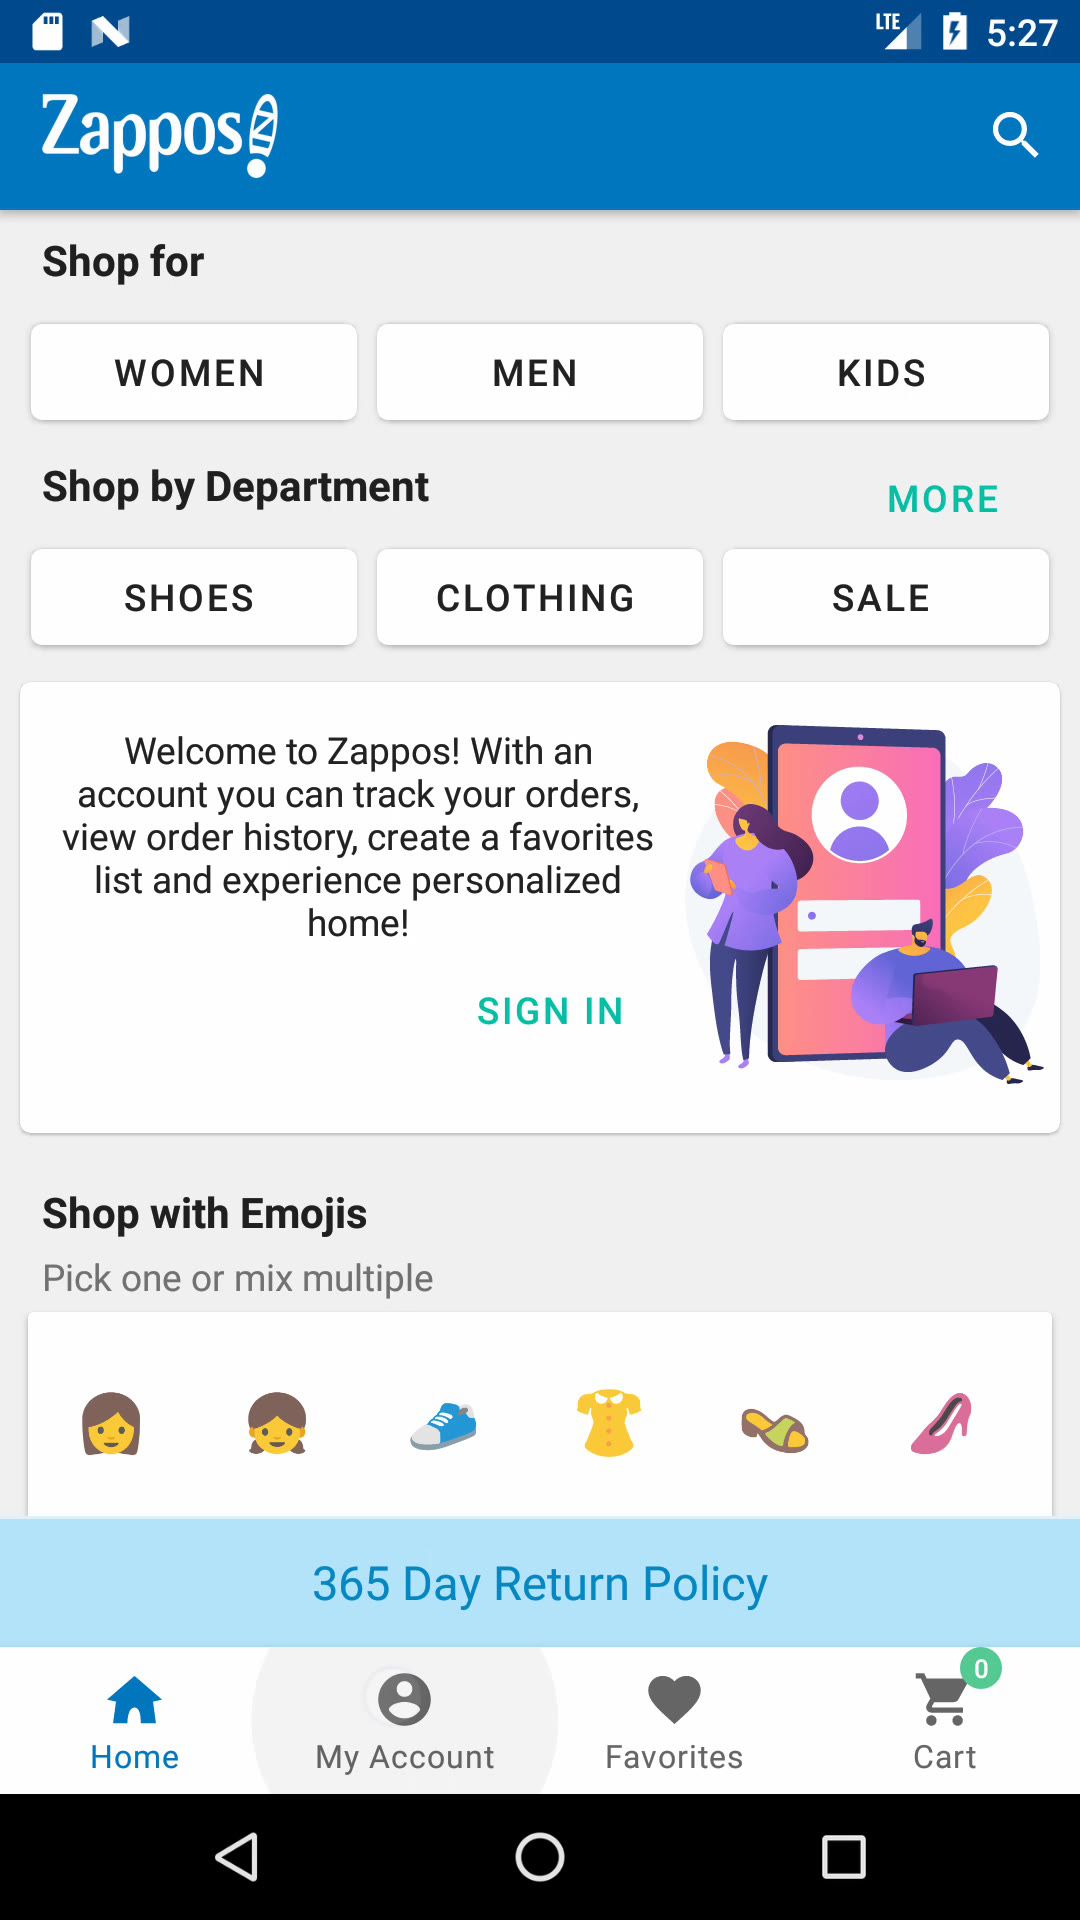 LTE 5:27
Zappos
Shop for
WOMEN MEN KIDS
Shop by Department MORE
SHOES CLOTHING SALE
Welcome to Zappos! With an
account you can track your orders,
view order history, create a favorites
list and experience personalized
home!
SIGN IN
Shop with Emojis
Pick one or mix multiple
365 Day Return Policy
0
Home My Account Favorites Cart